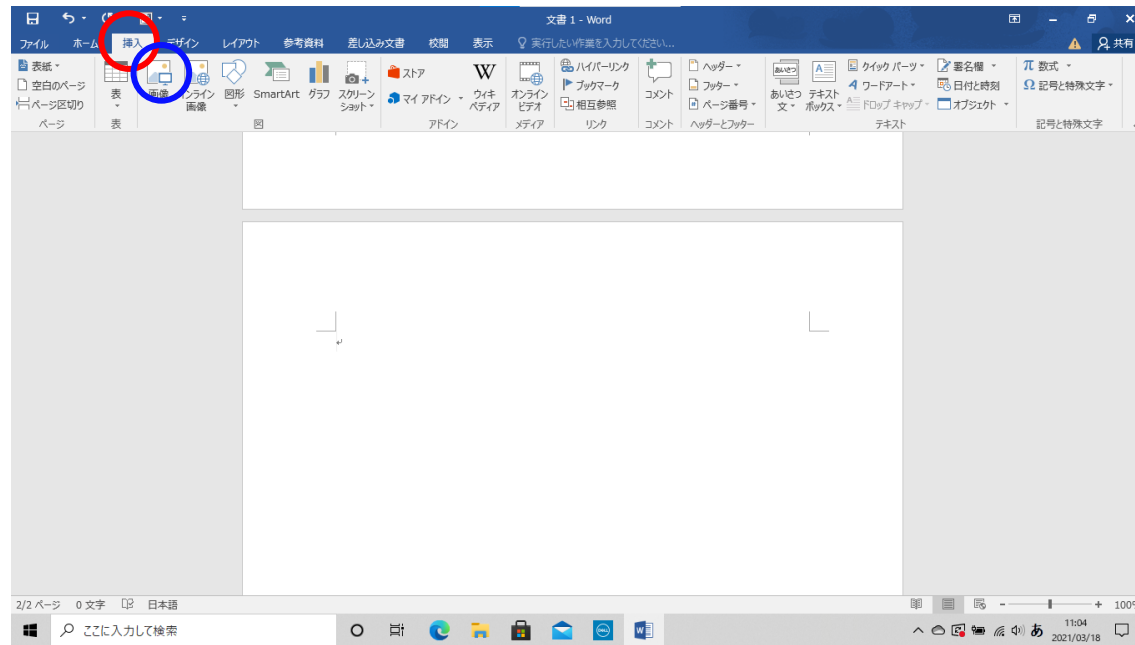 文書 1 - Word
ファイル ホーム 挿入 デザイン レイアウト 参考資料 差し込み文書 校閲 表示 実行したい作業を入力してください... 共有
表紙
空白のページ
ページ区切り
表
画像
オンライン
画像
図形
SmartArt
グラフ
スクリーン
ショット
ストア
マイ アドイン
W
ウィキ
ペディア
オンライン
ビデオ
ハイパーリンク
ブックマーク
相互参照
コメント
ヘッダー
フッター
ページ番号
あいさつ
あいさつ
文
A
テキスト
ボックス
クイック パーツ
ワードアート
ドロップ キャップ
署名欄
日付と時刻
オブジェクト
π 数式
Ω 記号と特殊文字
ページ 表 図 アドイン メディア リンク コメント ヘッダーとフッター テキスト 記号と特殊文字
2/2 ページ 0 文字 日本語 - + 100%
ここに入力して検索
DELL
W
あ
11:04
2021/03/18